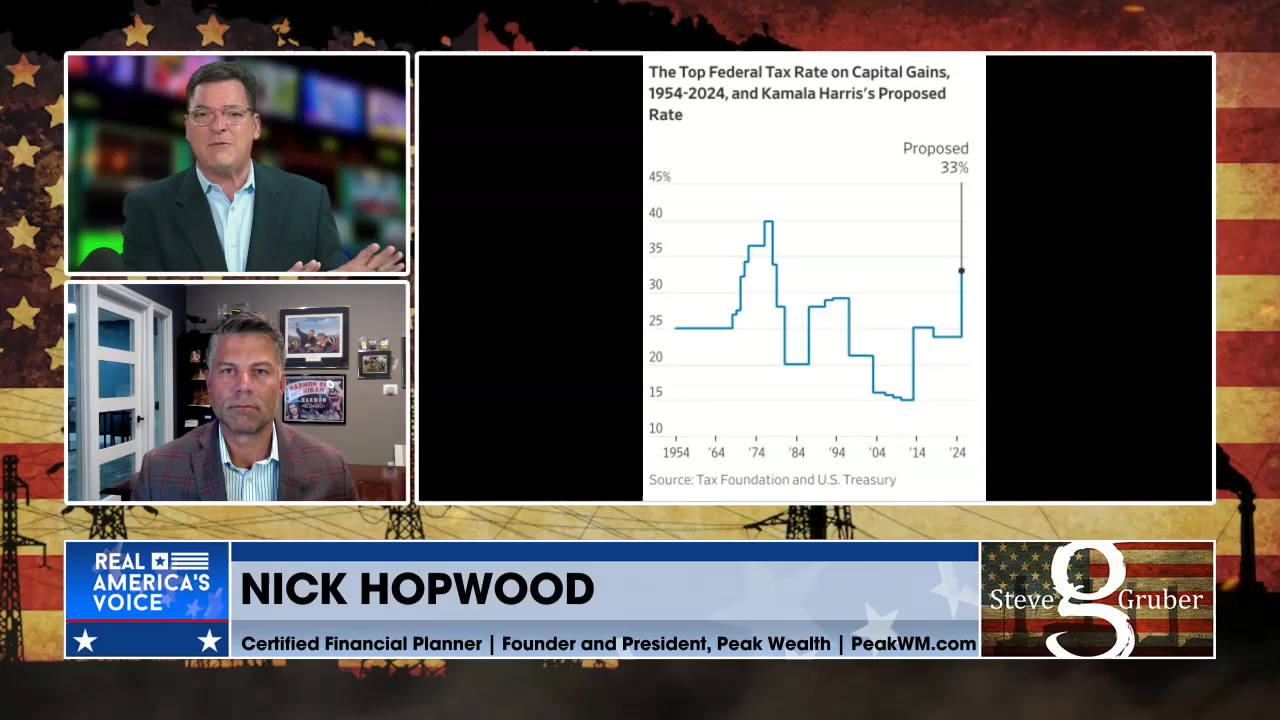 The Top Federal Tax Rate on Capital Gains,
1954-2024, and Kamala Harris's Proposed
Rate
Proposed
33%
45%
40
35
30
25
20
15
10
1954 '64 '74 '84 '94 '04 '14 '24
Source: Tax Foundation and U.S. Treasury
REAL
AMERICA'S
VOICE
NICK HOPWOOD
Certified Financial Planner | Founder and President, Peak Wealth | PeakWM.com
Steve g Gruber